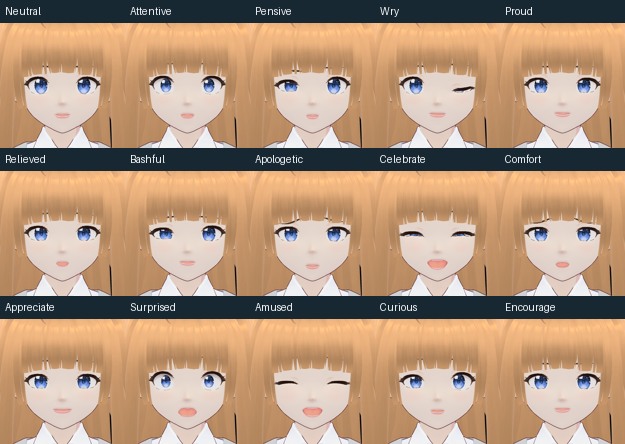 Neutral
Attentive
Pensive
Wry
Proud
Relieved
Bashful
Apologetic
Celebrate
Comfort
Appreciate
Surprised
Amused
Curious
Encourage